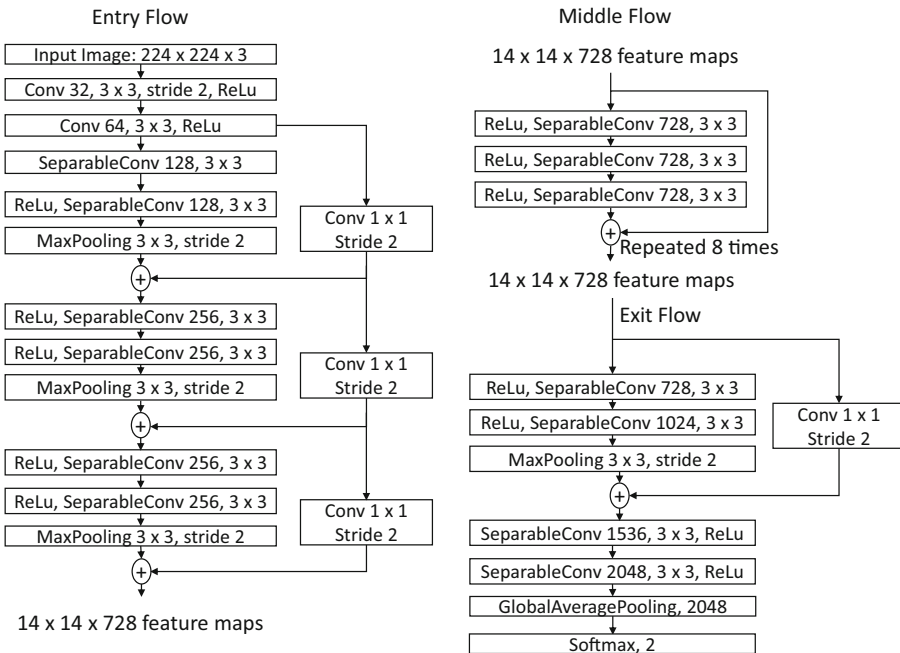 Entry Flow
Input Image: 224 x 224 x 3
Conv 32, 3 x 3, stride 2, ReLu
Conv 64, 3 x 3, ReLu
SeparableConv 128, 3 x 3
ReLu, SeparableConv 128, 3 x 3
MaxPooling 3 x 3, stride 2
Conv 1 x 1
Stride 2
+
ReLu, SeparableConv 256, 3 x 3
ReLu, SeparableConv 256, 3 x 3
MaxPooling 3 x 3, stride 2
Conv 1 x 1
Stride 2
+
ReLu, SeparableConv 256, 3 x 3
ReLu, SeparableConv 256, 3 x 3
MaxPooling 3 x 3, stride 2
Conv 1 x 1
Stride 2
+
14 x 14 x 728 feature maps
Middle Flow
14 x 14 x 728 feature maps
ReLu, SeparableConv 728, 3 x 3
ReLu, SeparableConv 728, 3 x 3
ReLu, SeparableConv 728, 3 x 3
+
Repeated 8 times
14 x 14 x 728 feature maps
Exit Flow
ReLu, SeparableConv 728, 3 x 3
ReLu, SeparableConv 1024, 3 x 3
MaxPooling 3 x 3, stride 2
Conv 1 x 1
Stride 2
+
SeparableConv 1536, 3 x 3, ReLu
SeparableConv 2048, 3 x 3, ReLu
GlobalAveragePooling, 2048
Softmax, 2